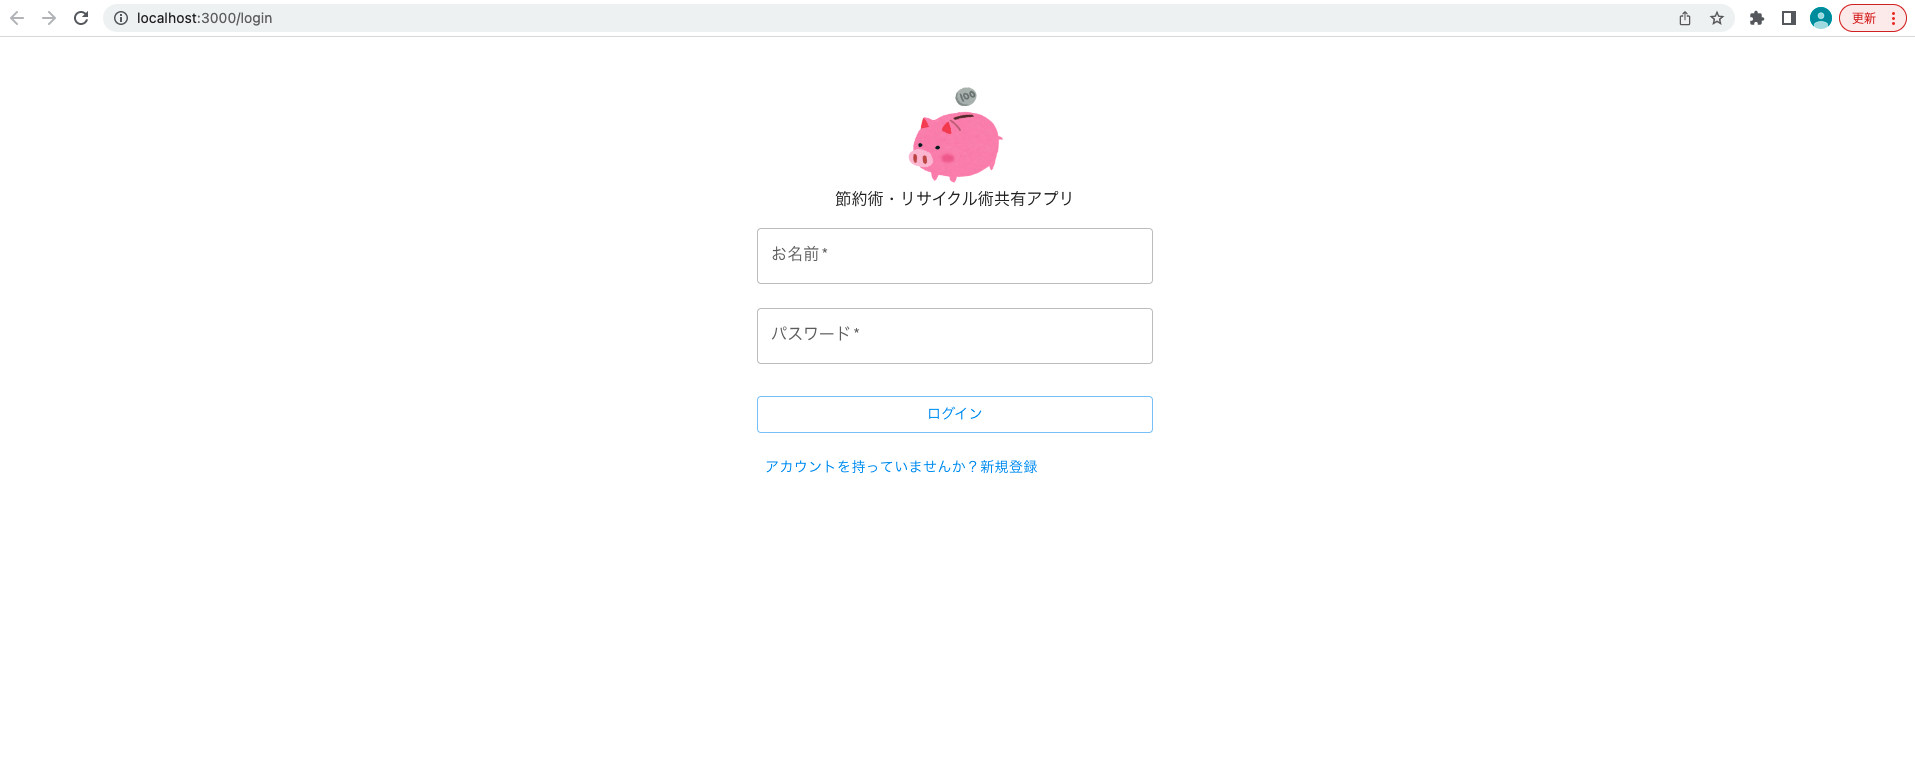 localhost:3000/login
更新
100
節約術・リサイクル術共有アプリ
お名前 *
パスワード *
ログイン
アカウントを持っていませんか？新規登録